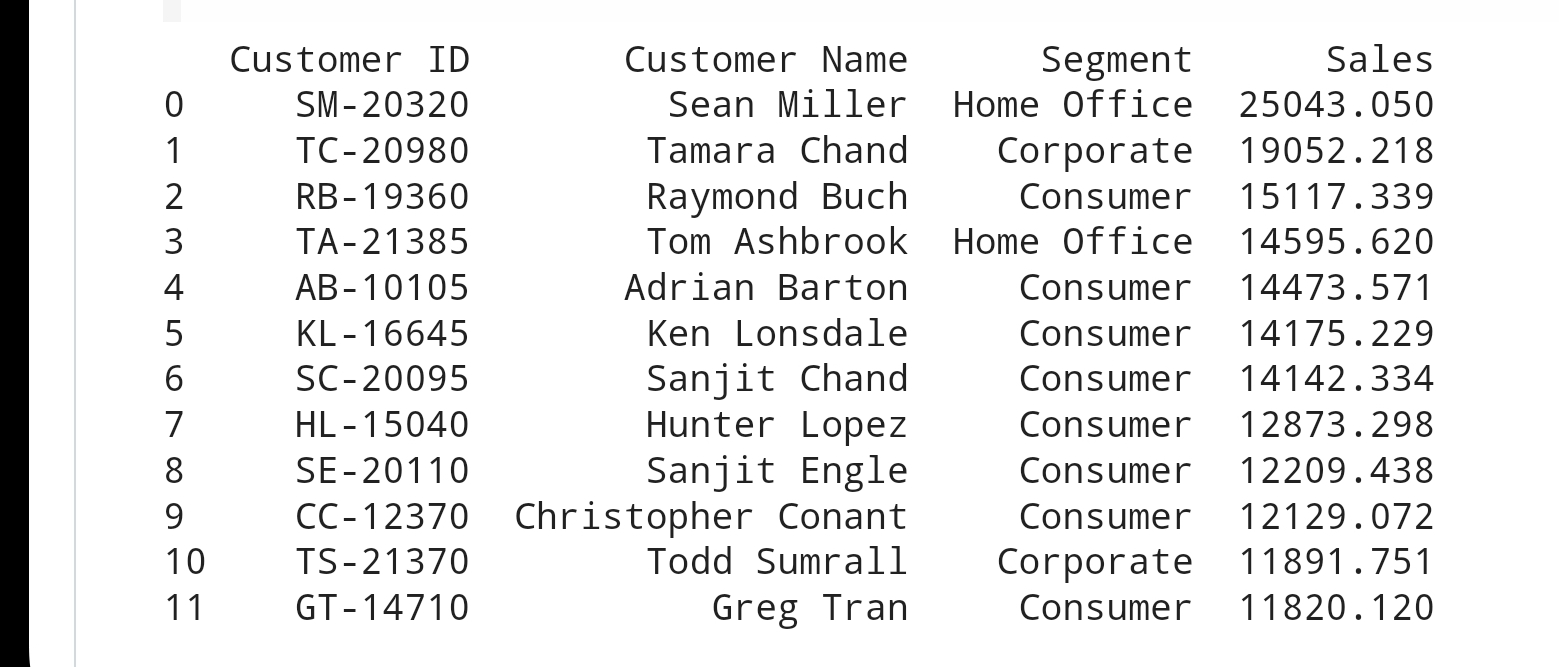 Customer ID Customer Name Segment Sales
0 SM-20320 Sean Miller Home Office 25043.050
1 TC-20980 Tamara Chand Corporate 19052.218
2 RB-19360 Raymond Buch Consumer 15117.339
3 TA-21385 Tom Ashbrook Home Office 14595.620
4 AB-10105 Adrian Barton Consumer 14473.571
5 KL-16645 Ken Lonsdale Consumer 14175.229
6 SC-20095 Sanjit Chand Consumer 14142.334
7 HL-15040 Hunter Lopez Consumer 12873.298
8 SE-20110 Sanjit Engle Consumer 12209.438
9 CC-12370 Christopher Conant Consumer 12129.072
10 TS-21370 Todd Sumrall Corporate 11891.751
11 GT-14710 Greg Tran Consumer 11820.120